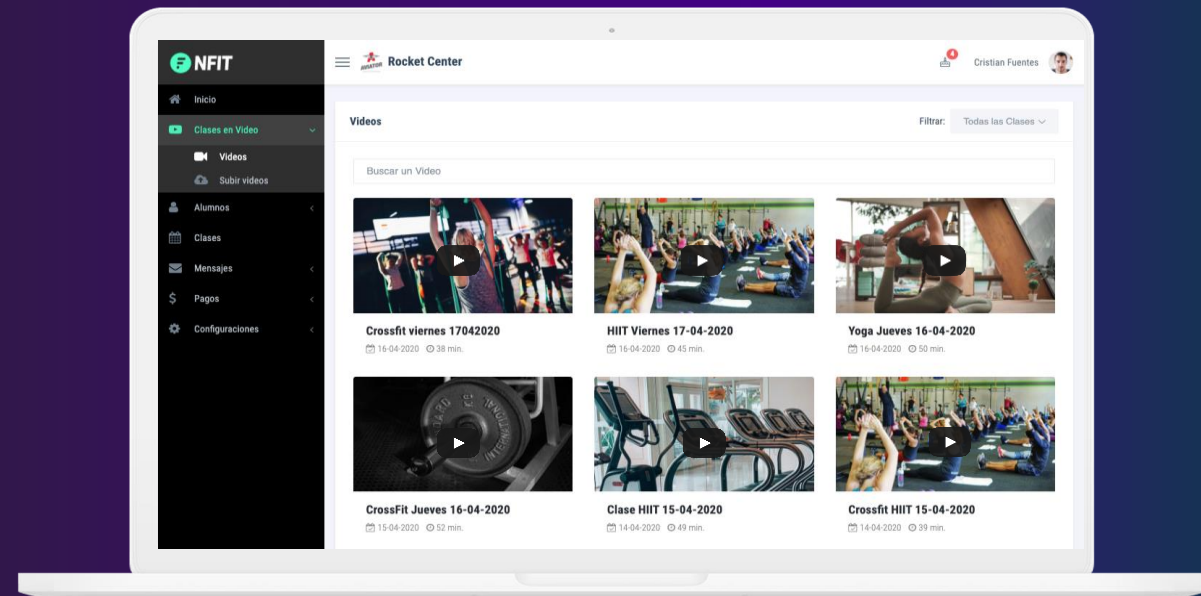 NFIT
Rocket Center
4
Cristian Fuentes
AVIATOR
Inicio
Clases en Video
Videos
Subir videos
Alumnos
Clases
Mensajes
Pagos
Configuraciones
Videos
Filtrar:
Todas las Clases
Buscar un Video
Crossfit viernes 17042020
16-04-2020 38 min.
HIIT Viernes 17-04-2020
16-04-2020 45 min.
Yoga Jueves 16-04-2020
16-04-2020 50 min.
CrossFit Jueves 16-04-2020
15-04-2020 52 min.
Clase HIIT 15-04-2020
14-04-2020 49 min.
Crossfit HIIT 15-04-2020
14-04-2020 39 min.